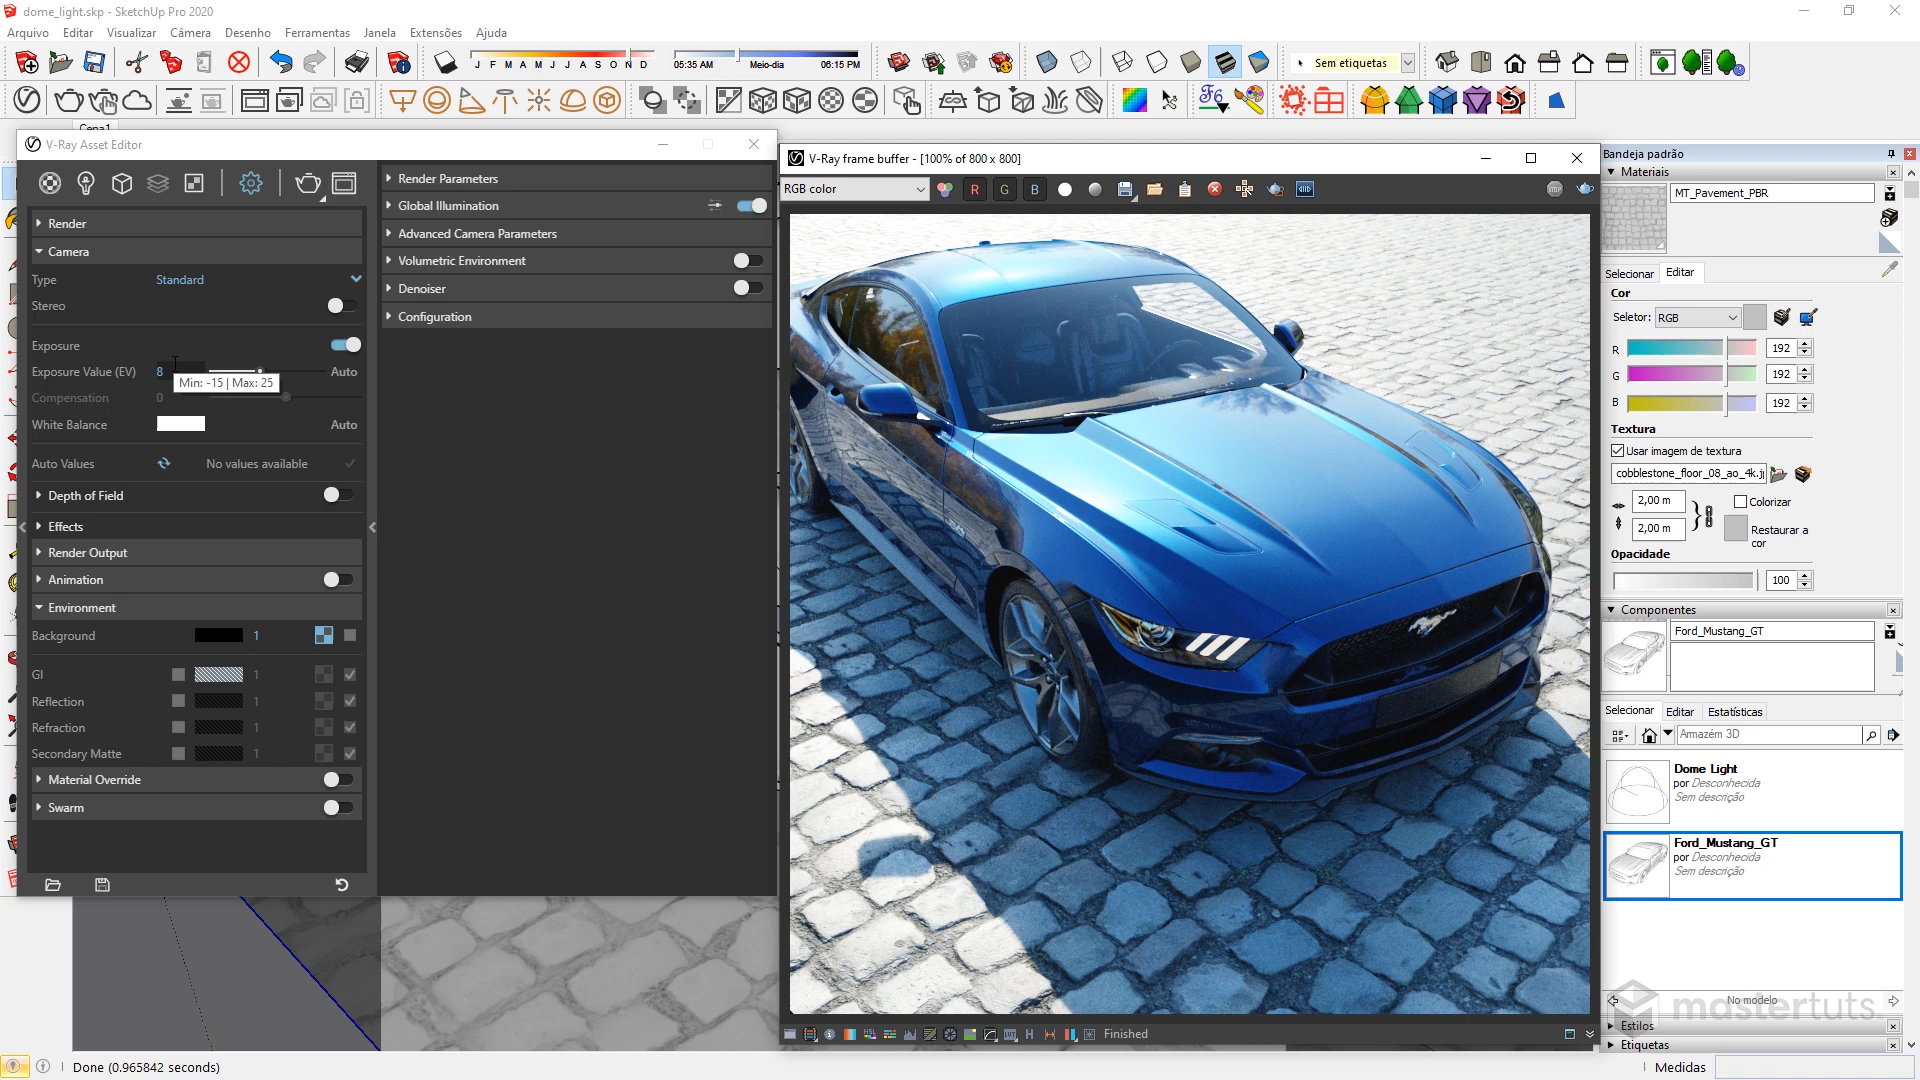 dome_light.skp - SketchUp Pro 2020
Arquivo Editar Visualizar Câmera Desenho Ferramentas Janela Extensões Ajuda
J F M A M J J A S O N D
05:35 AM Meio-dia 06:15 PM
Sem etiquetas
Cena1
V-Ray Asset Editor
Render
Camera
Type Standard
Stereo
Exposure
Exposure Value (EV) 8 Auto
Min: -15 | Max: 25
Compensation 0
White Balance Auto
Auto Values No values available
Depth of Field
Effects
Render Output
Animation
Environment
Background 1
GI 1
Reflection 1
Refraction 1
Secondary Matte 1
Material Override
Swarm
Render Parameters
Global Illumination
Advanced Camera Parameters
Volumetric Environment
Denoiser
Configuration
V-Ray frame buffer - [100% of 800 x 800]
RGB color
R G B
STOP
HSL
LUT
H
Finished
Bandeja padrão
Materiais
MT_Pavement_PBR
Selecionar Editar
Cor
Seletor: RGB
R 192
G 192
B 192
Textura
Usar imagem de textura
cobblestone_floor_08_ao_4k.j
2,00 m
2,00 m
Colorizar
Restaurar a cor
Opacidade
100
Componentes
Ford_Mustang_GT
Selecionar Editar Estatísticas
Armazém 3D
Dome Light
por Desconhecida
Sem descrição
Ford_Mustang_GT
por Desconhecida
Sem descrição
No modelo
mastertuts.
Estilos
Etiquetas
Done (0.965842 seconds)
Medidas